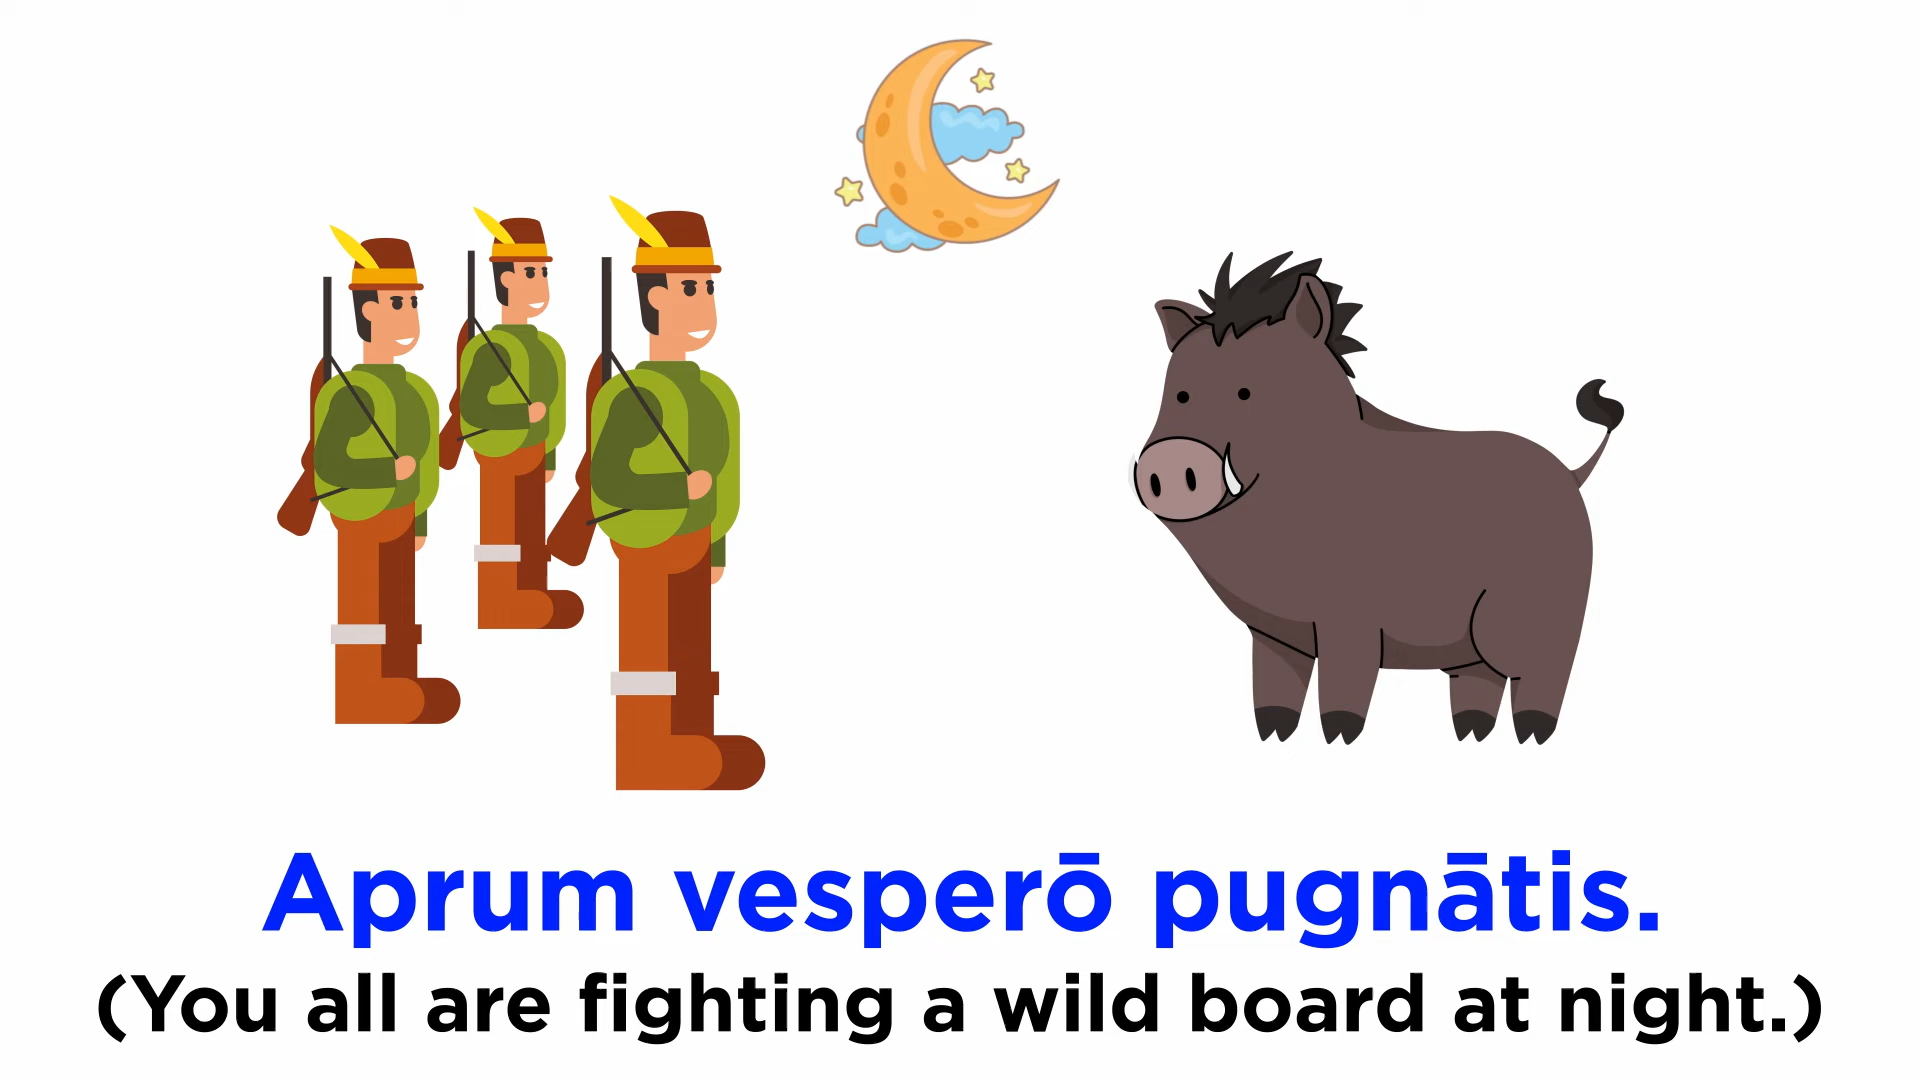 Aprum vesperō pugnātis.
(You all are fighting a wild board at night.)